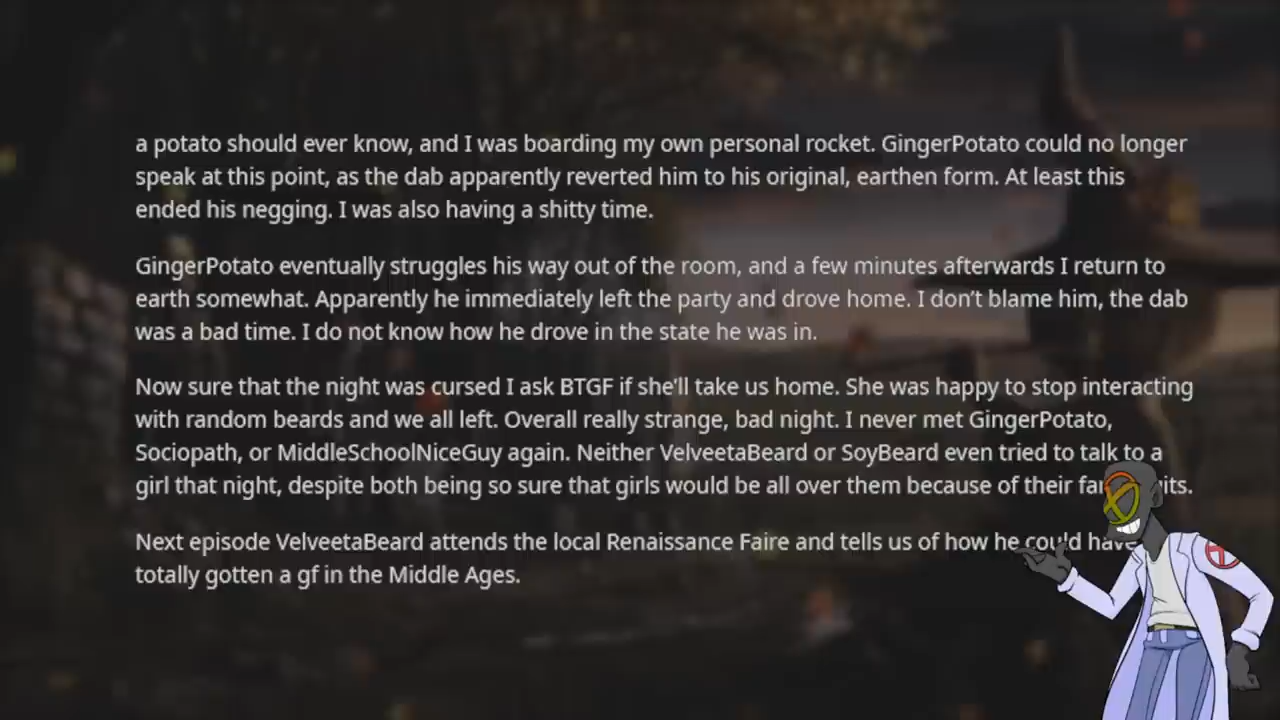 a potato should ever know, and I was boarding my own personal rocket. GingerPotato could no longer
speak at this point, as the dab apparently reverted him to his original, earthen form. At least this
ended his negging. I was also having a shitty time.
GingerPotato eventually struggles his way out of the room, and a few minutes afterwards I return to
earth somewhat. Apparently he immediately left the party and drove home. I don’t blame him, the dab
was a bad time. I do not know how he drove in the state he was in.
Now sure that the night was cursed I ask BTGF if she’ll take us home. She was happy to stop interacting
with random beards and we all left. Overall really strange, bad night. I never met GingerPotato,
Sociopath, or MiddleSchoolNiceGuy again. Neither VelveetaBeard or SoyBeard even tried to talk to a
girl that night, despite both being so sure that girls would be all over them because of their
Next episode VelveetaBeard attends the local Renaissance Faire and tells us of how he could have
totally gotten a gf in the Middle Ages.